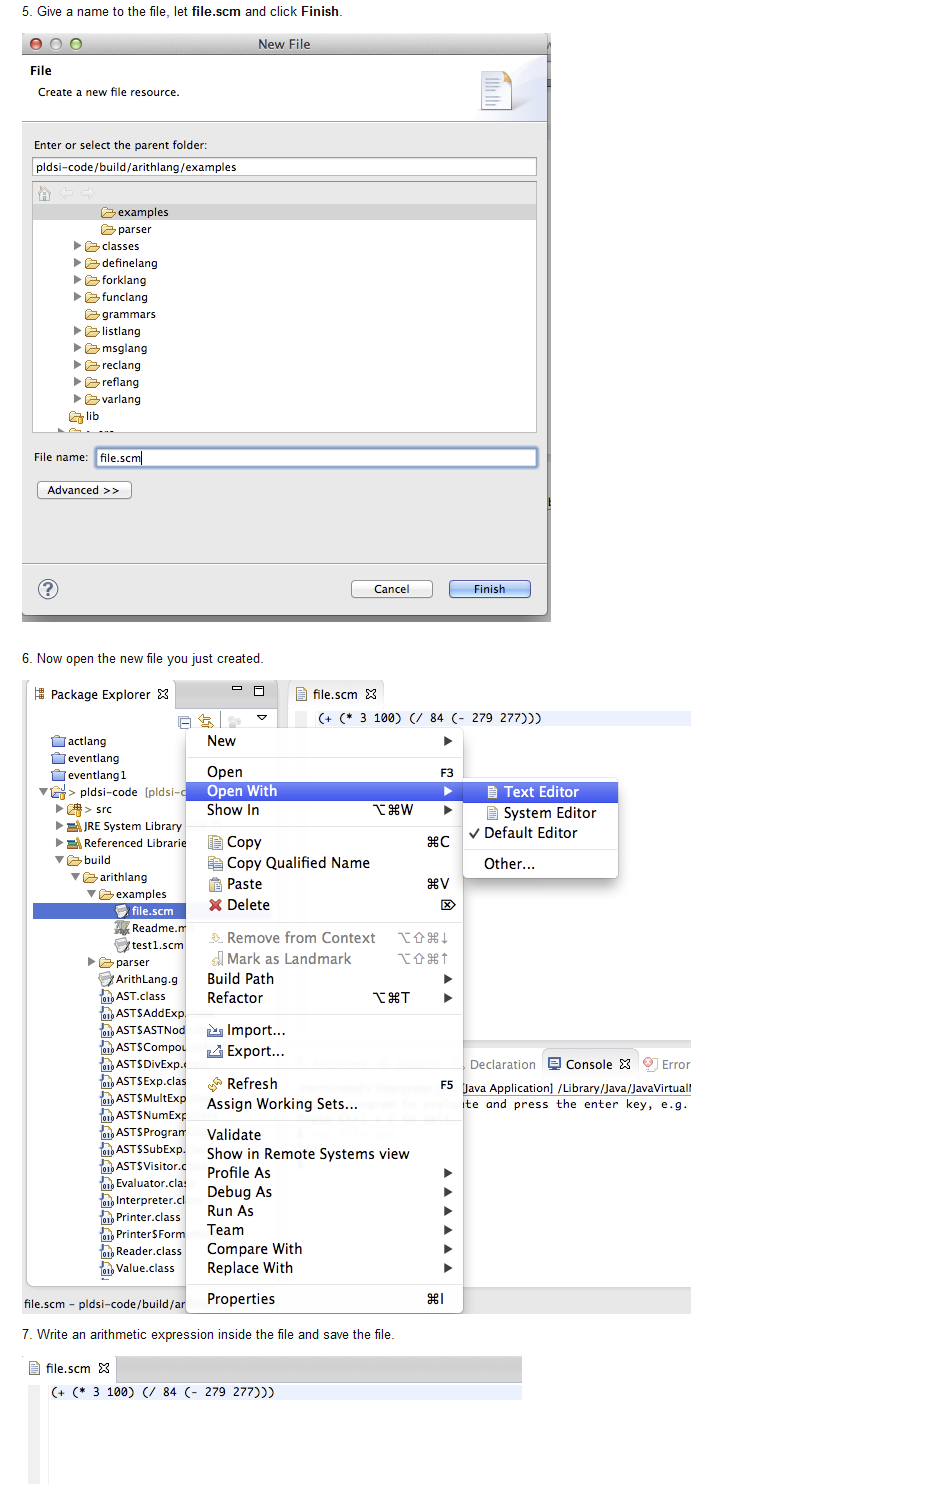 5. Give a name to the file, let file.scm and click Finish.
New File
File
Create a new file resource.
Enter or select the parent folder:
pldsi-code/build/arithlang/examples
examples
parser
classes
definelang
forklang
funclang
grammars
listlang
msglang
reclang
reflang
varlang
lib
File name: file.scm
Advanced >>
? Cancel Finish
6. Now open the new file you just created.
Package Explorer file.scm
(+ (* 3 100) (/ 84 (- 279 277)))
actlang
eventlang
eventlang1
> pldsi-code [pldsi-c
> src
JRE System Library
Referenced Librarie
build
arithlang
examples
file.scm
Readme.m
test1.scm
parser
ArithLang.g
AST.class
AST$AddExp.
AST$ASTNod
AST$Compou
AST$DivExp.c
AST$Exp.clas
AST$MultExp
AST$NumExp
AST$Program
AST$SubExp.
AST$Visitor.c
Evaluator.clas
Interpreter.cl
Printer.class
Printer$Form
Reader.class
Value.class
file.scm - pldsi-code/build/ar
New
Open F3
Open With
Show In ⌥⌘W
Copy ⌘C
Copy Qualified Name
Paste ⌘V
Delete ⌦
Remove from Context ⌥⇧⌘↓
Mark as Landmark ⌥⇧⌘↑
Build Path
Refactor ⌥⌘T
Import...
Export...
Refresh F5
Assign Working Sets...
Validate
Show in Remote Systems view
Profile As
Debug As
Run As
Team
Compare With
Replace With
Properties ⌘I
Text Editor
System Editor
✓ Default Editor
Other...
Declaration Console Error
[Java Application] /Library/Java/JavaVirtualM
te and press the enter key, e.g.
7. Write an arithmetic expression inside the file and save the file.
file.scm
(+ (* 3 100) (/ 84 (- 279 277)))